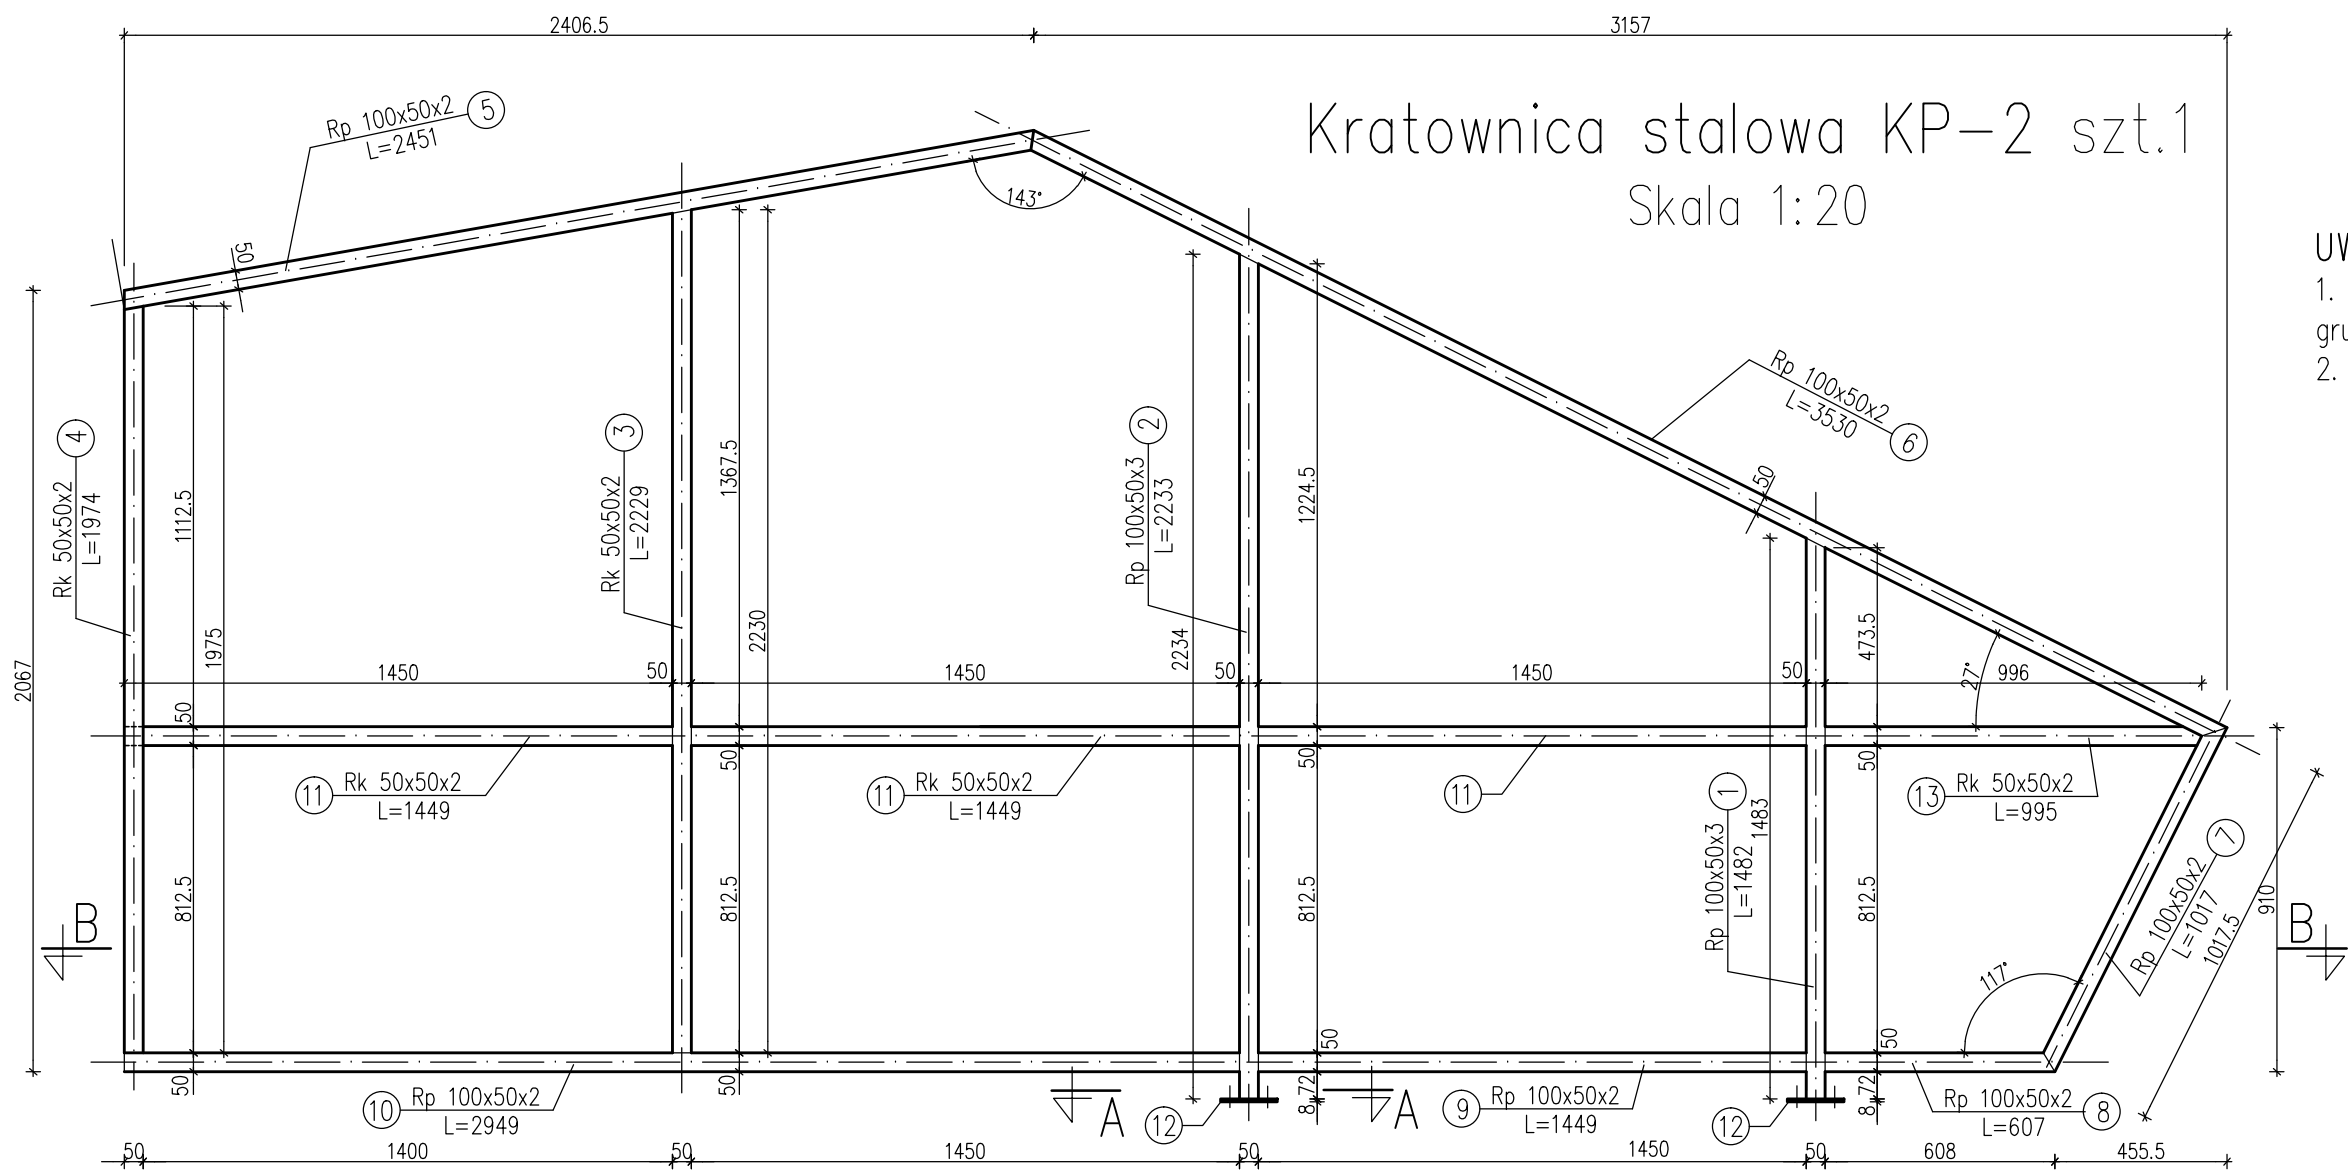 2406.5
3157
Kratownica stalowa KP-2 szt.1
Skala 1:20
UW
1.
gru
2.
Rp 100x50x2
L=2451
5
50
143°
Rp 100x50x2
L=3530
6
50
4
Rk 50x50x2
L=1974
1112.5
1975
3
Rk 50x50x2
L=2229
1367.5
2230
2
Rp 100x50x3
L=2233
2234
1224.5
473.5
27°
996
2067
1450
50
1450
50
1450
50
50
50
50
50
11
Rk 50x50x2
L=1449
11
Rk 50x50x2
L=1449
11
13
Rk 50x50x2
L=995
1
Rp 100x50x3
L=1482
1483
812.5
812.5
812.5
812.5
7
Rp 100x50x2
L=1017
1017.5
910
117°
B
B
50
50
50
50
72
8
72
8
10
Rp 100x50x2
L=2949
A
A
12
9
Rp 100x50x2
L=1449
12
Rp 100x50x2
L=607
8
50
1400
50
1450
50
1450
50
608
455.5